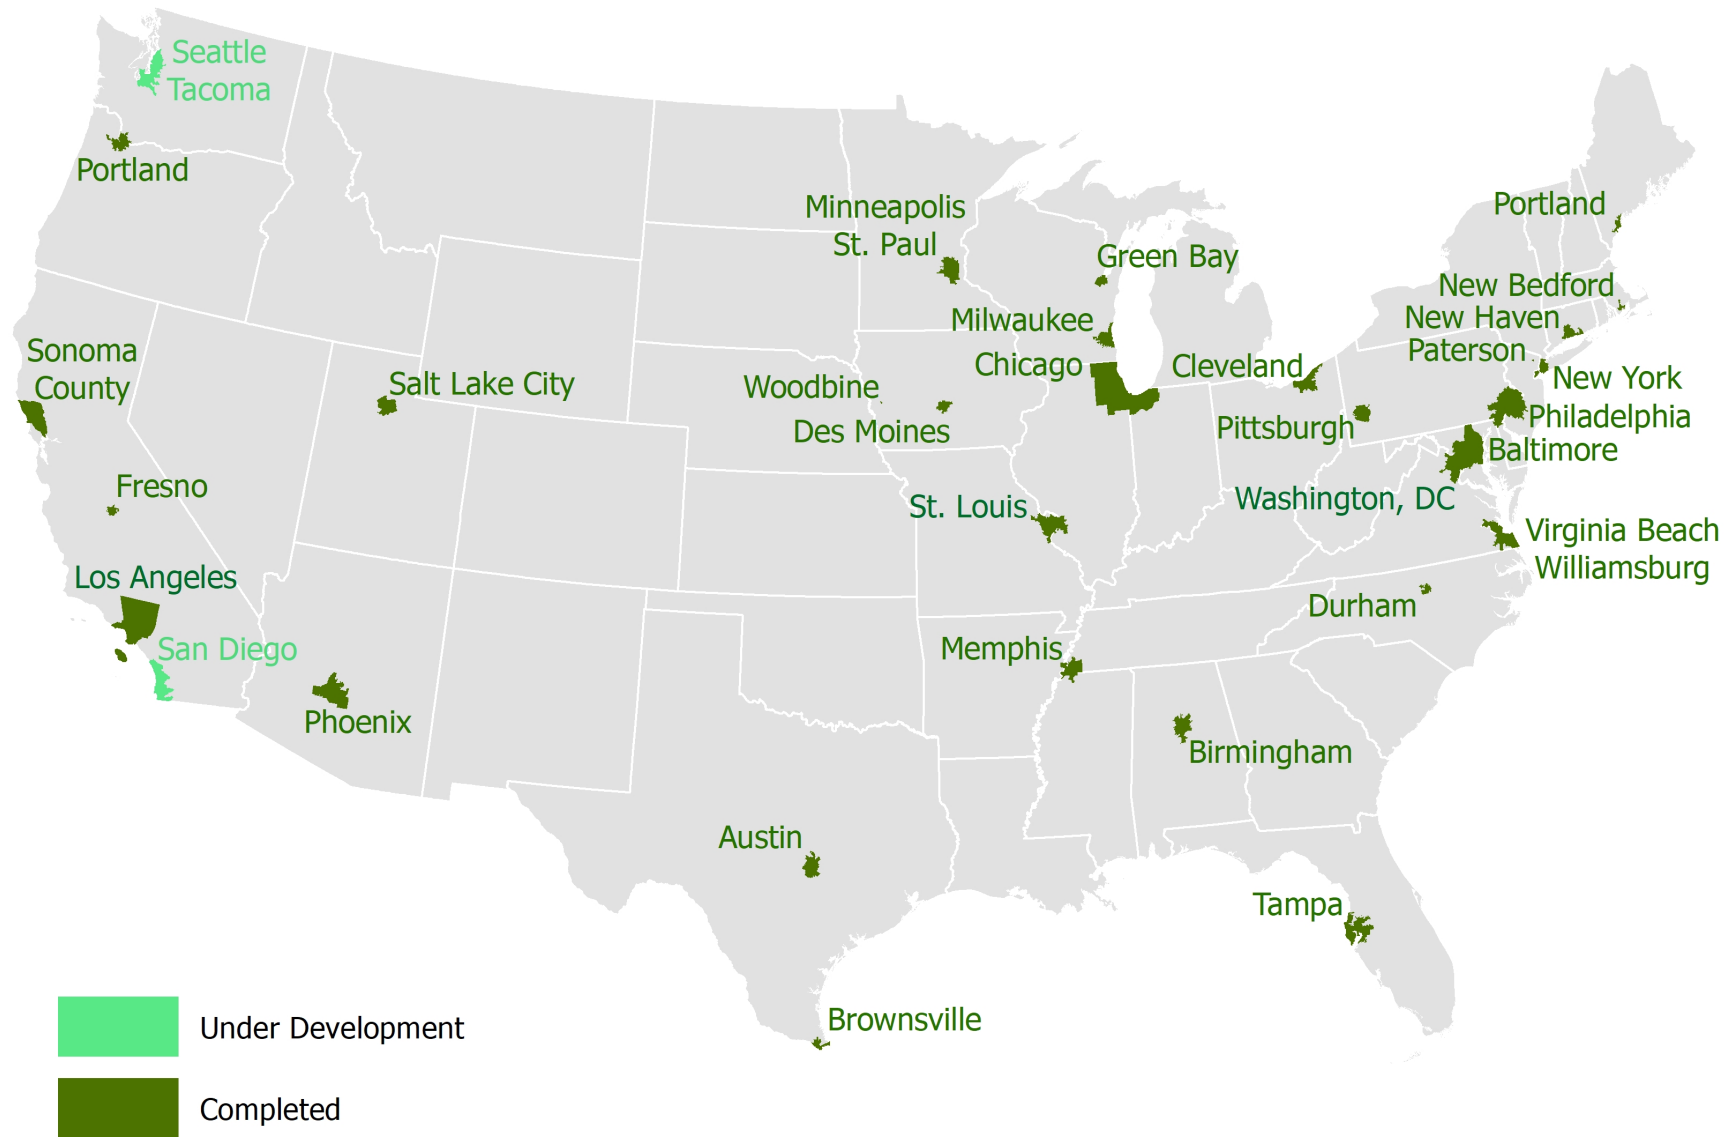 Seattle
Tacoma
Portland
Minneapolis
St. Paul
Green Bay
Portland
New Bedford
New Haven
Milwaukee
Paterson
Sonoma
County
Chicago
Cleveland
Salt Lake City
Woodbine
New York
Des Moines
Pittsburgh
Philadelphia
Baltimore
Fresno
St. Louis
Washington, DC
Virginia Beach
Williamsburg
Los Angeles
Durham
San Diego
Memphis
Phoenix
Birmingham
Austin
Tampa
Brownsville
Under Development
Completed